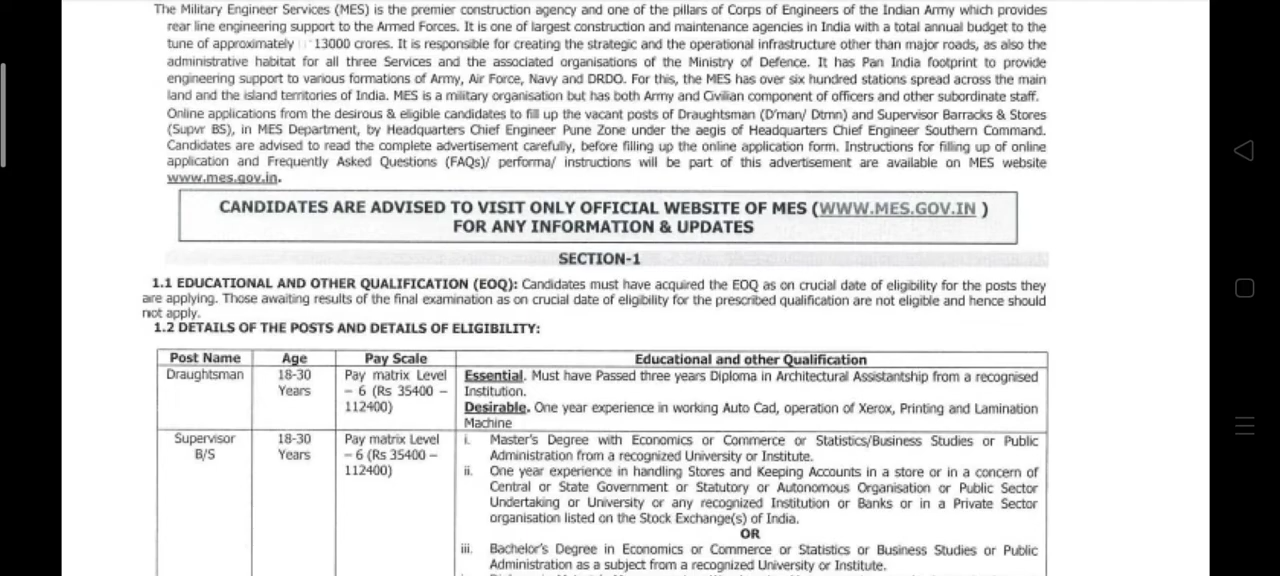 The Military Engineer Services (MES) is the premier construction agency and one of the pillars of Corps of Engineers of the Indian Army which provides
rear line engineering support to the Armed Forces. It is one of largest construction and maintenance agencies in India with a total annual budget to the
tune of approximately 13000 crores. It is responsible for creating the strategic and the operational infrastructure other than major roads, as also the
administrative habitat for all three Services and the associated organisations of the Ministry of Defence. It has Pan India footprint to provide
engineering support to various formations of Army, Air Force, Navy and DRDO. For this, the MES has over six hundred stations spread across the main
land and the island territories of India. MES is a military organisation but has both Army and Civilian component of officers and other subordinate staff.
Online applications from the desirous & eligible candidates to fill up the vacant posts of Draughtsman (D'man/ Dtmn) and Supervisor Barracks & Stores
(Supvr BS), in MES Department, by Headquarters Chief Engineer Pune Zone under the aegis of Headquarters Chief Engineer Southern Command.
Candidates are advised to read the complete advertisement carefully, before filling up the online application form. Instructions for filling up of online
application and Frequently Asked Questions (FAQs)/ performa/ instructions will be part of this advertisement are available on MES website
www.mes.gov.in.
CANDIDATES ARE ADVISED TO VISIT ONLY OFFICIAL WEBSITE OF MES (WWW.MES.GOV.IN )
FOR ANY INFORMATION & UPDATES
SECTION-1
1.1 EDUCATIONAL AND OTHER QUALIFICATION (EOQ): Candidates must have acquired the EOQ as on crucial date of eligibility for the posts they
are applying. Those awaiting results of the final examination as on crucial date of eligibility for the prescribed qualification are not eligible and hence should
not apply.
1.2 DETAILS OF THE POSTS AND DETAILS OF ELIGIBILITY:
Post Name Age Pay Scale Educational and other Qualification
Draughtsman 18-30 Pay matrix Level Essential. Must have Passed three years Diploma in Architectural Assistantship from a recognised
Years – 6 (Rs 35400 – Institution.
112400) Desirable. One year experience in working Auto Cad, operation of Xerox, Printing and Lamination
Machine
Supervisor 18-30 Pay matrix Level i. Master's Degree with Economics or Commerce or Statistics/Business Studies or Public
B/S Years – 6 (Rs 35400 – Administration from a recognized University or Institute.
112400) ii. One year experience in handling Stores and Keeping Accounts in a store or in a concern of
Central or State Government or Statutory or Autonomous Organisation or Public Sector
Undertaking or University or any recognized Institution or Banks or in a Private Sector
organisation listed on the Stock Exchange(s) of India.
OR
iii. Bachelor's Degree in Economics or Commerce or Statistics or Business Studies or Public
Administration as a subject from a recognized University or Institute.